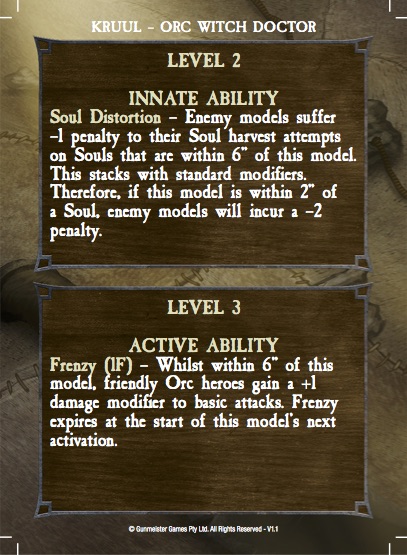 KRUUL - ORC WITCH DOCTOR
LEVEL 2
INNATE ABILITY
Soul Distortion – Enemy models suffer
-1 penalty to their Soul harvest attempts
on Souls that are within 6" of this model.
This stacks with standard modifiers.
Therefore, if this model is within 2" of
a Soul, enemy models will incur a -2
penalty.
LEVEL 3
ACTIVE ABILITY
Frenzy (1F) – Whilst within 6" of this
model, friendly Orc heroes gain a +1
damage modifier to basic attacks. Frenzy
expires at the start of this model's next
activation.
© Gunmeister Games Pty Ltd. All Rights Reserved - V1.1